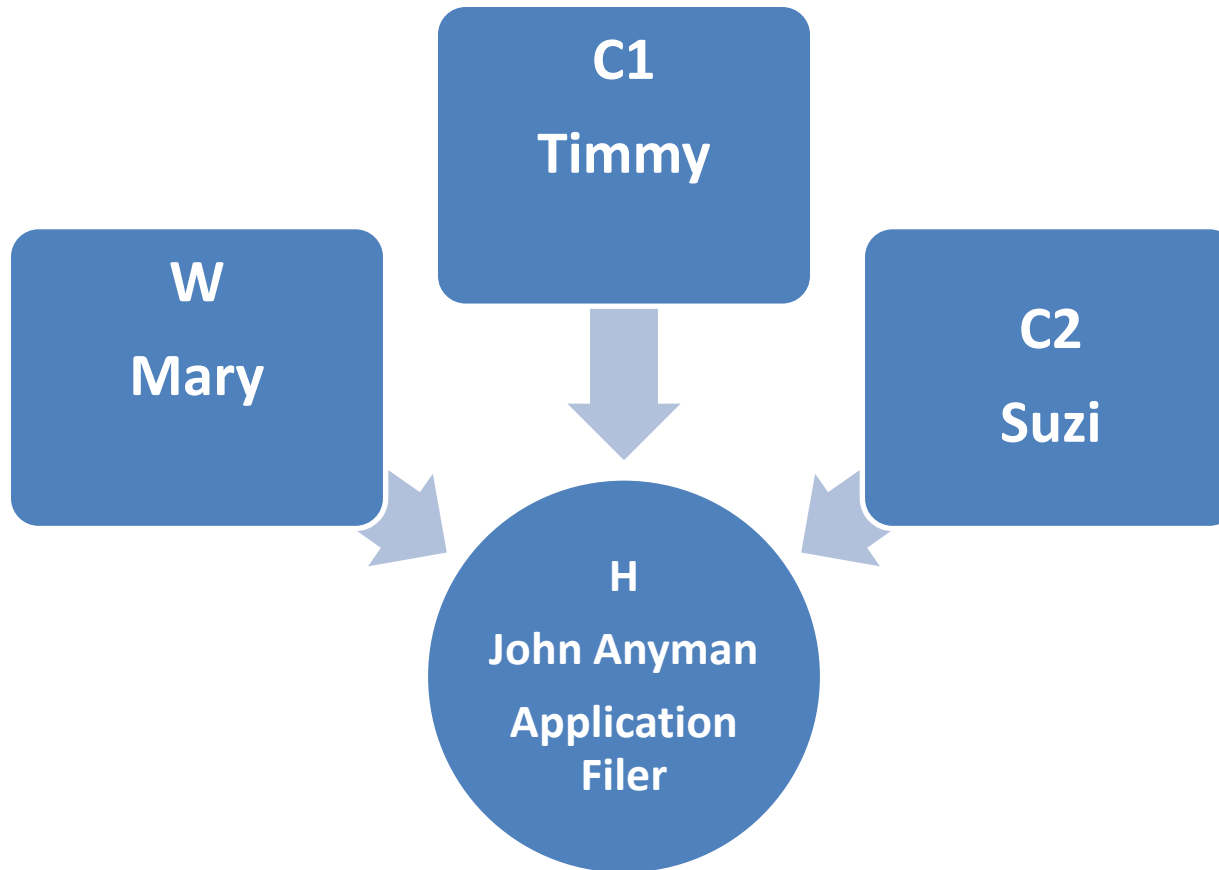 C1
Timmy
W
Mary
C2
Suzi
H
John Anyman
Application
Filer